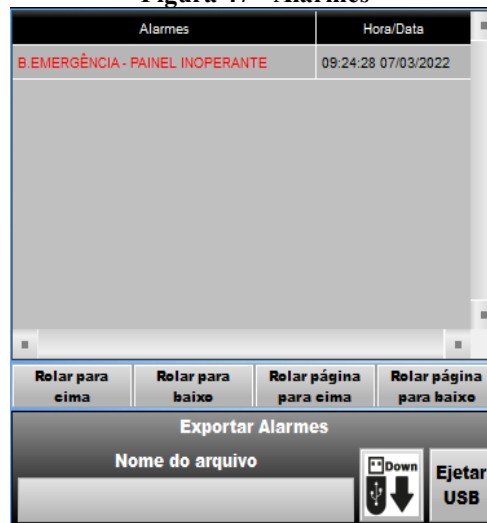 Figura 47 - Alarmes
Alarmes Hora/Data
B.EMERGÊNCIA - PAINEL INOPERANTE 09:24:28 07/03/2022
Rolar para cima
Rolar para baixo
Rolar página para cima
Rolar página para baixo
Exportar Alarmes
Nome do arquivo
Down
Ejetar
USB